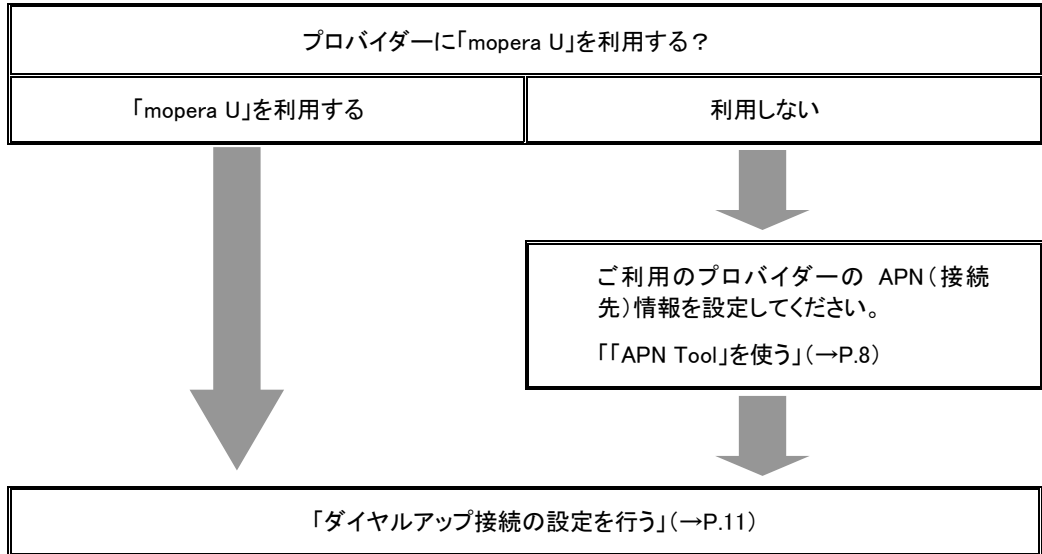 プロバイダーに「mopera U」を利用する？
「mopera U」を利用する
利用しない
ご利用のプロバイダーの APN（接続
先）情報を設定してください。
「「APN Tool」を使う」（→P.8）
「ダイヤルアップ接続の設定を行う」（→P.11）